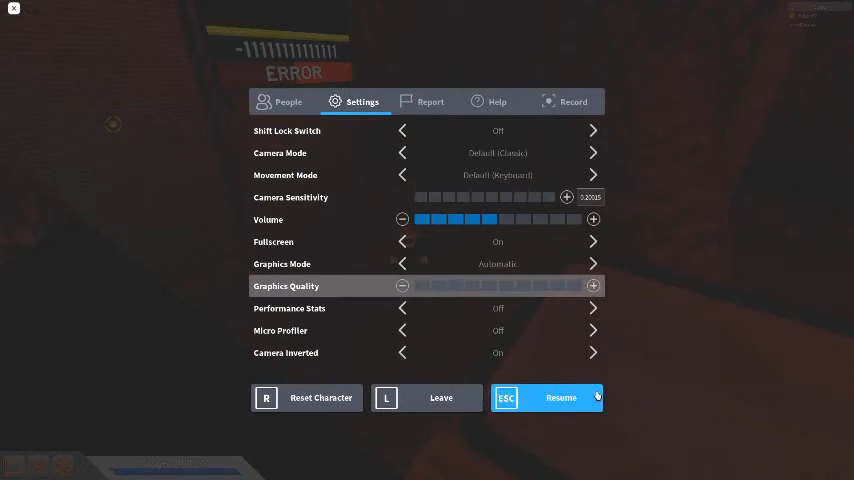 ERROR
People
Settings
Report
Help
Record
Shift Lock Switch
Off
Camera Mode
Default (Classic)
Movement Mode
Default (Keyboard)
Camera Sensitivity
0.20015
Volume
Fullscreen
On
Graphics Mode
Automatic
Graphics Quality
Performance Stats
Off
Micro Profiler
Off
Camera Inverted
On
R
Reset Character
L
Leave
ESC
Resume